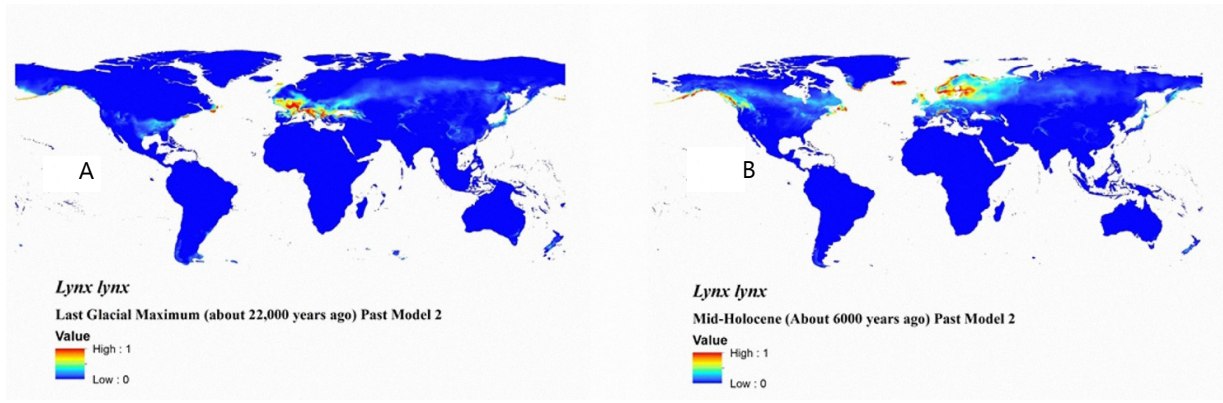 A
Lynx lynx
Last Glacial Maximum (about 22,000 years ago) Past Model 2
Value
High : 1
Low : 0
B
Lynx lynx
Mid-Holocene (About 6000 years ago) Past Model 2
Value
High : 1
Low : 0